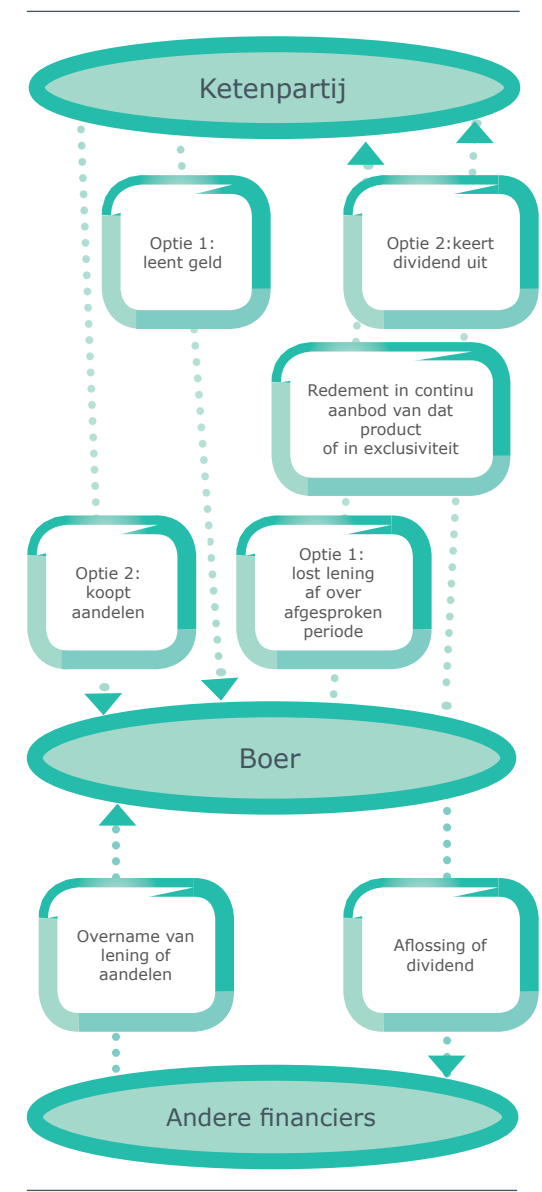 Ketenpartij
Optie 1:
leent geld
Optie 2:keert
dividend uit
Redement in continu
aanbod van dat
product
of in exclusiviteit
Optie 2:
koopt
aandelen
Optie 1:
lost lening
af over
afgesproken
periode
Boer
Overname van
lening of
aandelen
Aflossing of
dividend
Andere financiers